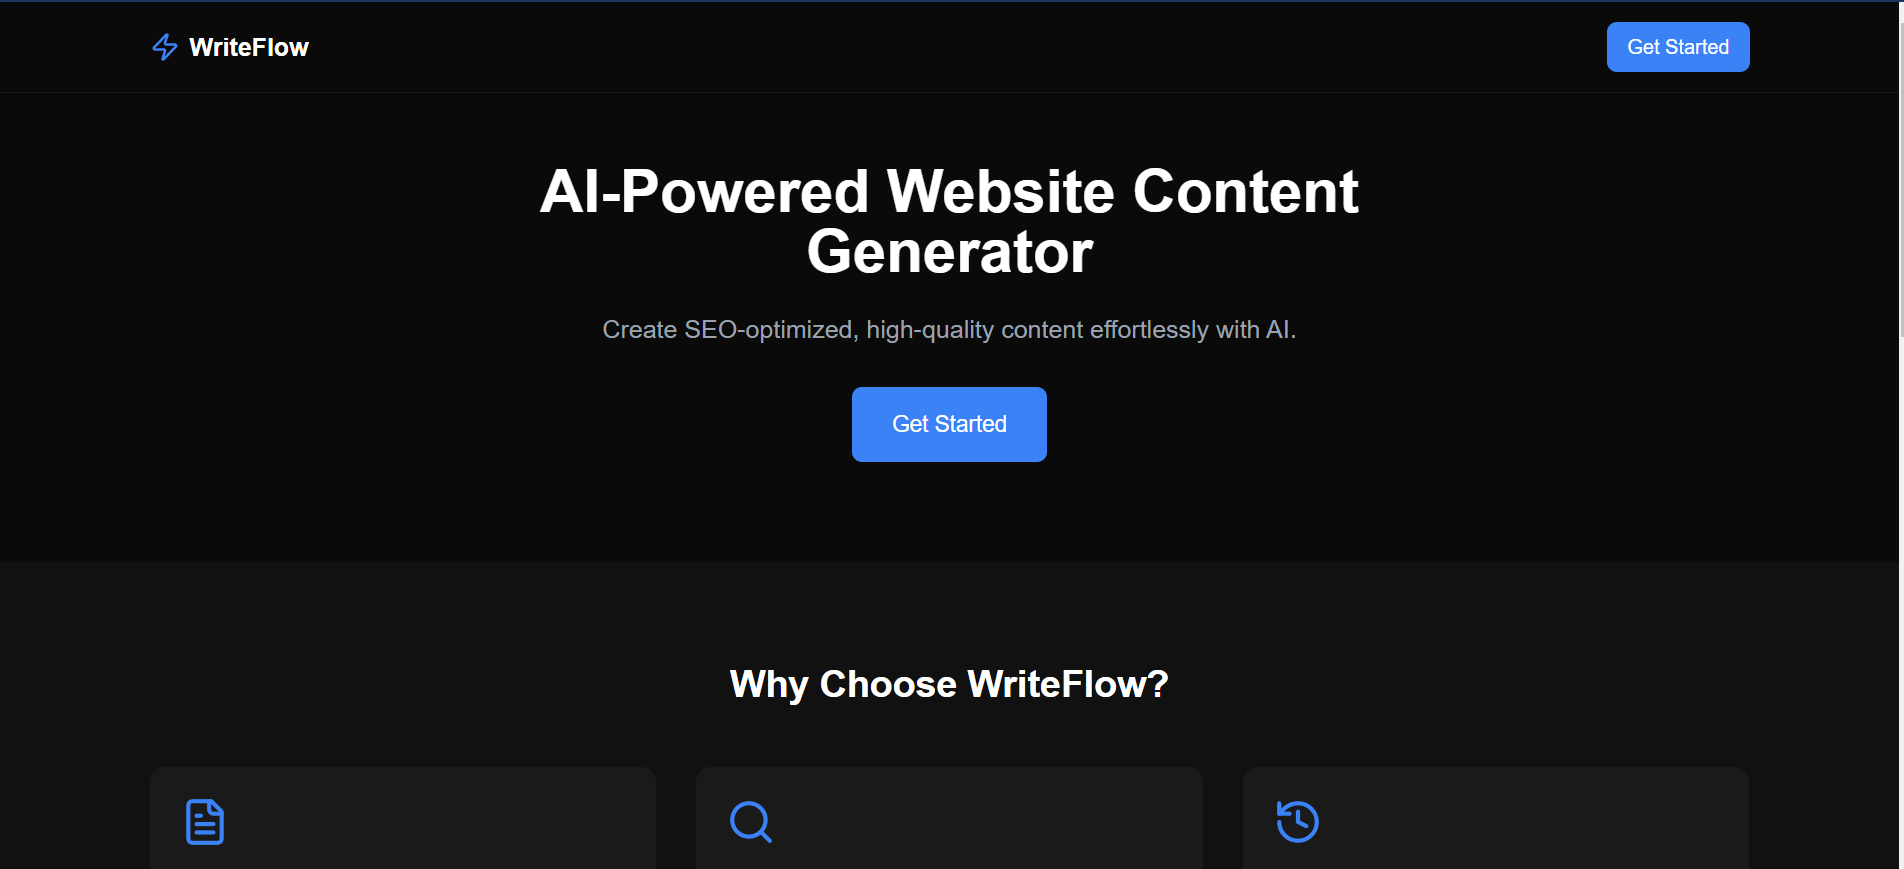 WriteFlow
Get Started
AI-Powered Website Content
Generator
Create SEO-optimized, high-quality content effortlessly with AI.
Get Started
Why Choose WriteFlow?